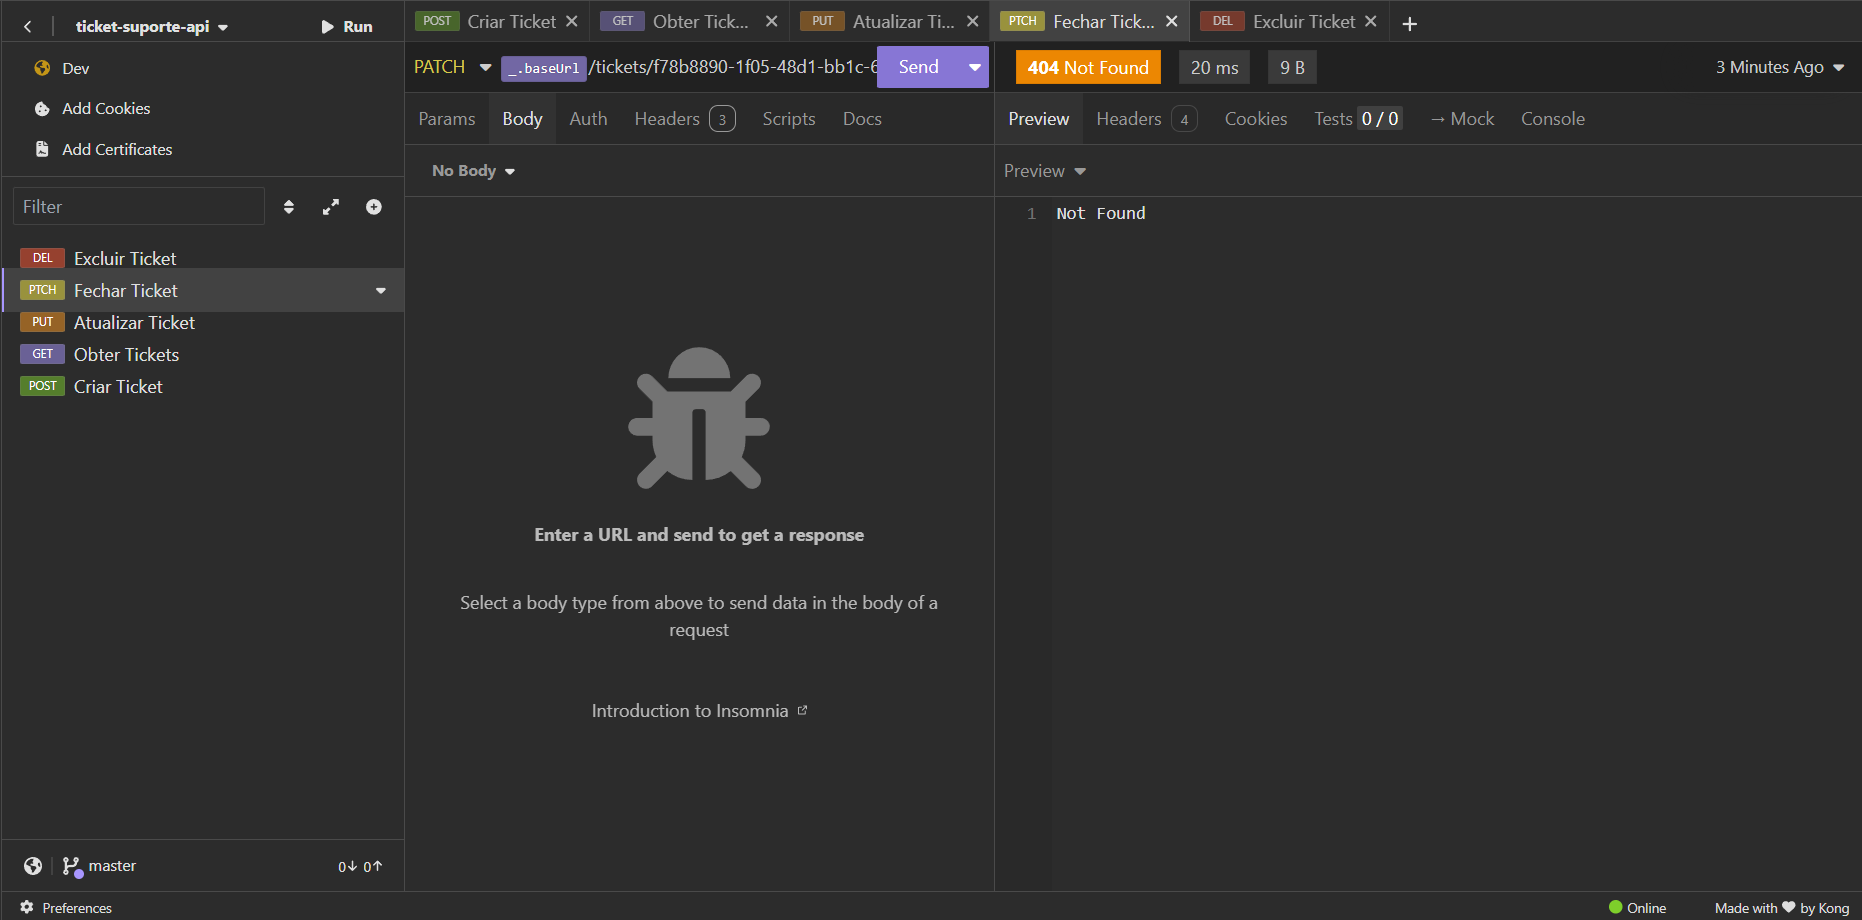 ticket-suporte-api
Run
Dev
Add Cookies
Add Certificates
Filter
DEL Excluir Ticket
PTCH Fechar Ticket
PUT Atualizar Ticket
GET Obter Tickets
POST Criar Ticket
master
0↓ 0↑
Preferences
POST Criar Ticket
GET Obter Tick...
PUT Atualizar Ti...
PTCH Fechar Tick...
DEL Excluir Ticket
PATCH _.baseUrl /tickets/f78b8890-1f05-48d1-bb1c-6
Send
Params Body Auth Headers 3 Scripts Docs
No Body
Enter a URL and send to get a response
Select a body type from above to send data in the body of a
request
Introduction to Insomnia
404 Not Found 20 ms 9 B 3 Minutes Ago
Preview Headers 4 Cookies Tests 0 / 0 → Mock Console
Preview
1 Not Found
Online
Made with ♥ by Kong